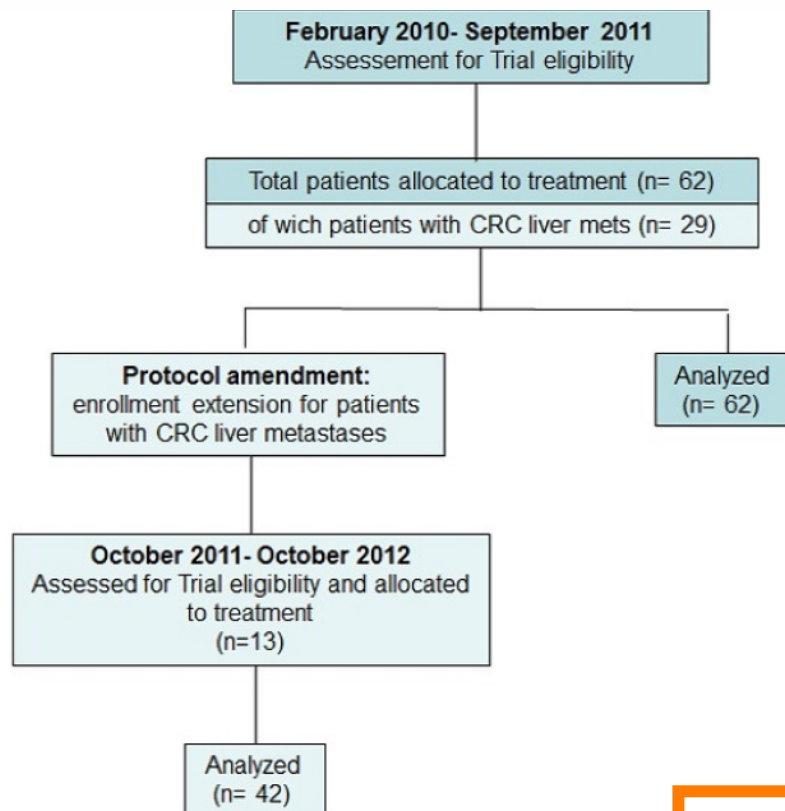 February 2010- September 2011
Assessement for Trial eligibility
Total patients allocated to treatment (n= 62)
of wich patients with CRC liver mets (n= 29)
Protocol amendment:
enrollment extension for patients
with CRC liver metastases
Analyzed
(n= 62)
October 2011- October 2012
Assessed for Trial eligibility and allocated
to treatment
(n=13)
Analyzed
(n= 42)